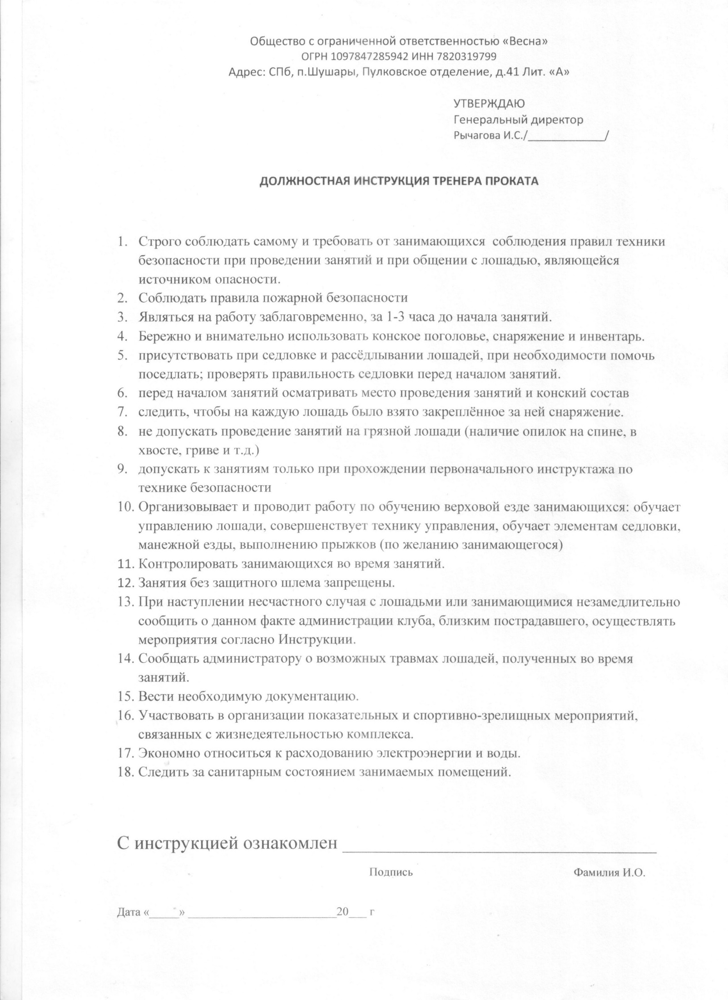 Общество с ограниченной ответственностью «Весна»
ОГРН 1097847285942 ИНН 7820319799
Адрес: СПб, п.Шушары, Пулковское отделение, д.41 Лит. «А»
УТВЕРЖДАЮ
Генеральный директор
Рычагова И.С./_____________/
ДОЛЖНОСТНАЯ ИНСТРУКЦИЯ ТРЕНЕРА ПРОКАТА
1. Строго соблюдать самому и требовать от занимающихся соблюдения правил техники
безопасности при проведении занятий и при общении с лошадью, являющейся
источником опасности.
2. Соблюдать правила пожарной безопасности
3. Являться на работу заблаговременно, за 1-3 часа до начала занятий.
4. Бережно и внимательно использовать конское поголовье, снаряжение и инвентарь.
5. присутствовать при седловке и рассёдлывании лошадей, при необходимости помочь
поседлать; проверять правильность седловки перед началом занятий.
6. перед началом занятий осматривать место проведения занятий и конский состав
7. следить, чтобы на каждую лошадь было взято закреплённое за ней снаряжение.
8. не допускать проведение занятий на грязной лошади (наличие опилок на спине, в
хвосте, гриве и т.д.)
9. допускать к занятиям только при прохождении первоначального инструктажа по
технике безопасности
10. Организовывает и проводит работу по обучению верховой езде занимающихся: обучает
управлению лошади, совершенствует технику управления, обучает элементам седловки,
манежной езды, выполнению прыжков (по желанию занимающегося)
11. Контролировать занимающихся во время занятий.
12. Занятия без защитного шлема запрещены.
13. При наступлении несчастного случая с лошадьми или занимающимися незамедлительно
сообщить о данном факте администрации клуба, близким пострадавшего, осуществлять
мероприятия согласно Инструкции.
14. Сообщать администратору о возможных травмах лошадей, полученных во время
занятий.
15. Вести необходимую документацию.
16. Участвовать в организации показательных и спортивно-зрелищных мероприятий,
связанных с жизнедеятельностью комплекса.
17. Экономно относиться к расходованию электроэнергии и воды.
18. Следить за санитарным состоянием занимаемых помещений.
С инструкцией ознакомлен _________________________________
Подпись Фамилия И.О.
Дата «_____» _________________________20___ г